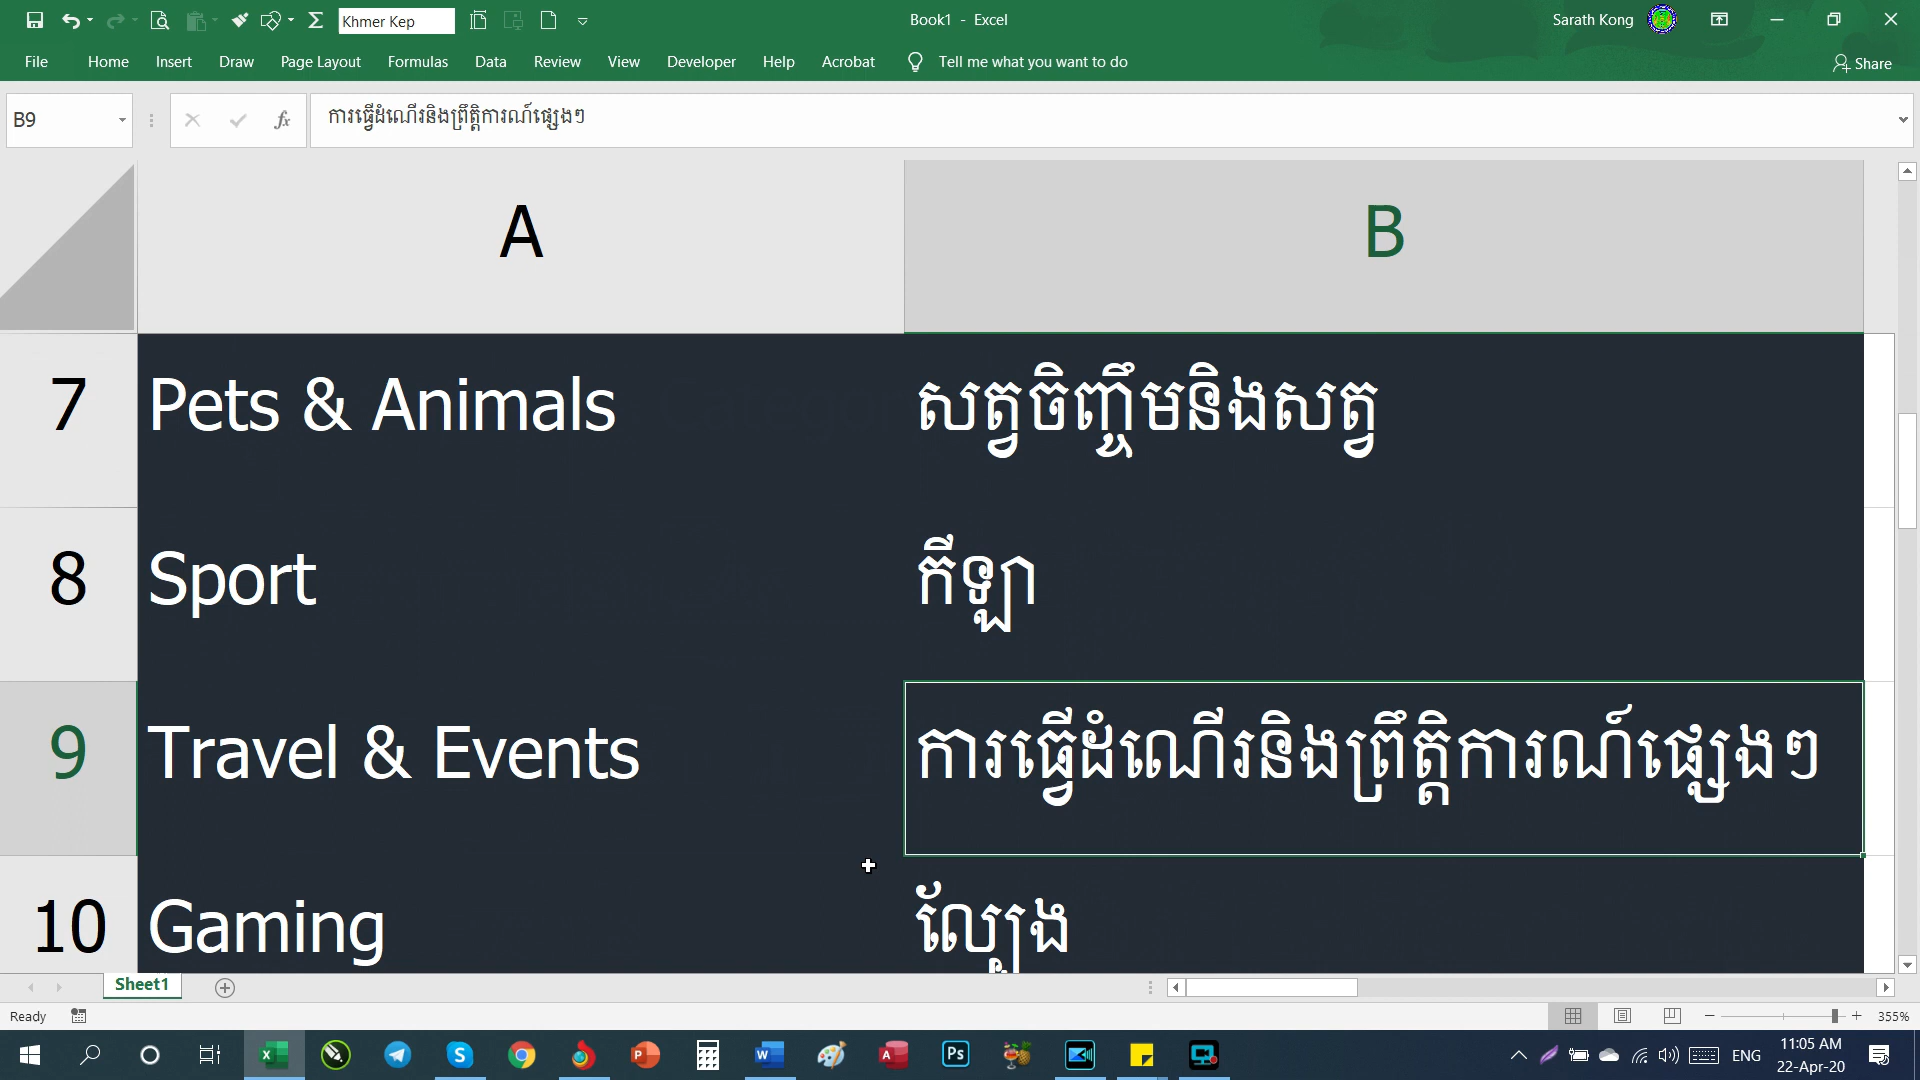 Khmer Kep
Book1 - Excel
Sarath Kong
File Home Insert Draw Page Layout Formulas Data Review View Developer Help Acrobat Tell me what you want to do Share
B9
fx
ការធ្វើដំណើរនិងព្រឹត្តិការណ៍ផ្សេងៗ
A B
7 Pets & Animals សត្វចិញ្ចឹមនិងសត្វ
8 Sport កីឡា
9 Travel & Events ការធ្វើដំណើរនិងព្រឹត្តិការណ៍ផ្សេងៗ
10 Gaming ល្បែង
Sheet1
Ready
355%
ENG
11:05 AM
22-Apr-20